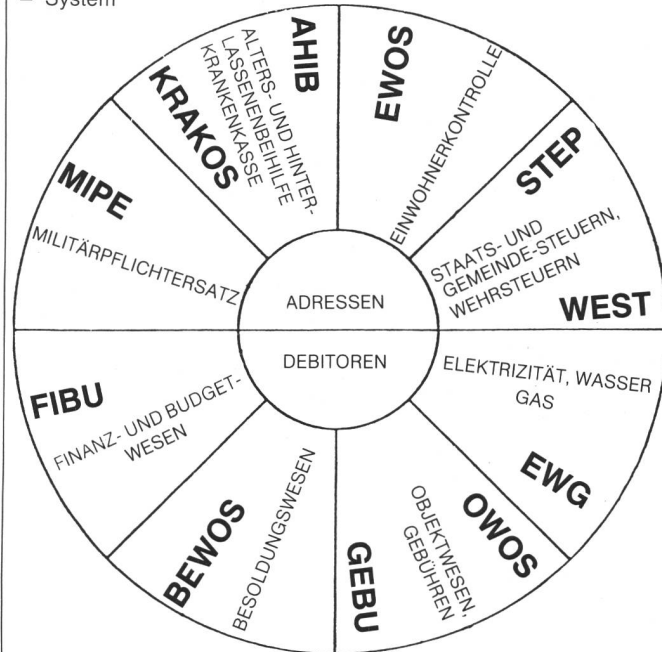 – System
AHIB
ALTERS- UND HINTER-
LASSENENBEIHILFE
KRANKENKASSE
KRAKOS
EWOS
EINWOHNERKONTROLLE
STEP
STAATS- UND
GEMEINDE-STEUERN,
WEHRSTEUERN
WEST
MIPE
MILITÄRPFLICHTERSATZ
ADRESSEN
DEBITOREN
ELEKTRIZITÄT, WASSER
GAS
EWG
FIBU
FINANZ- UND BUDGET-
WESEN
BEWOS
BESOLDUNGSWESEN
GEBU
OBJEKTWESEN,
GEBÜHREN
OWOS